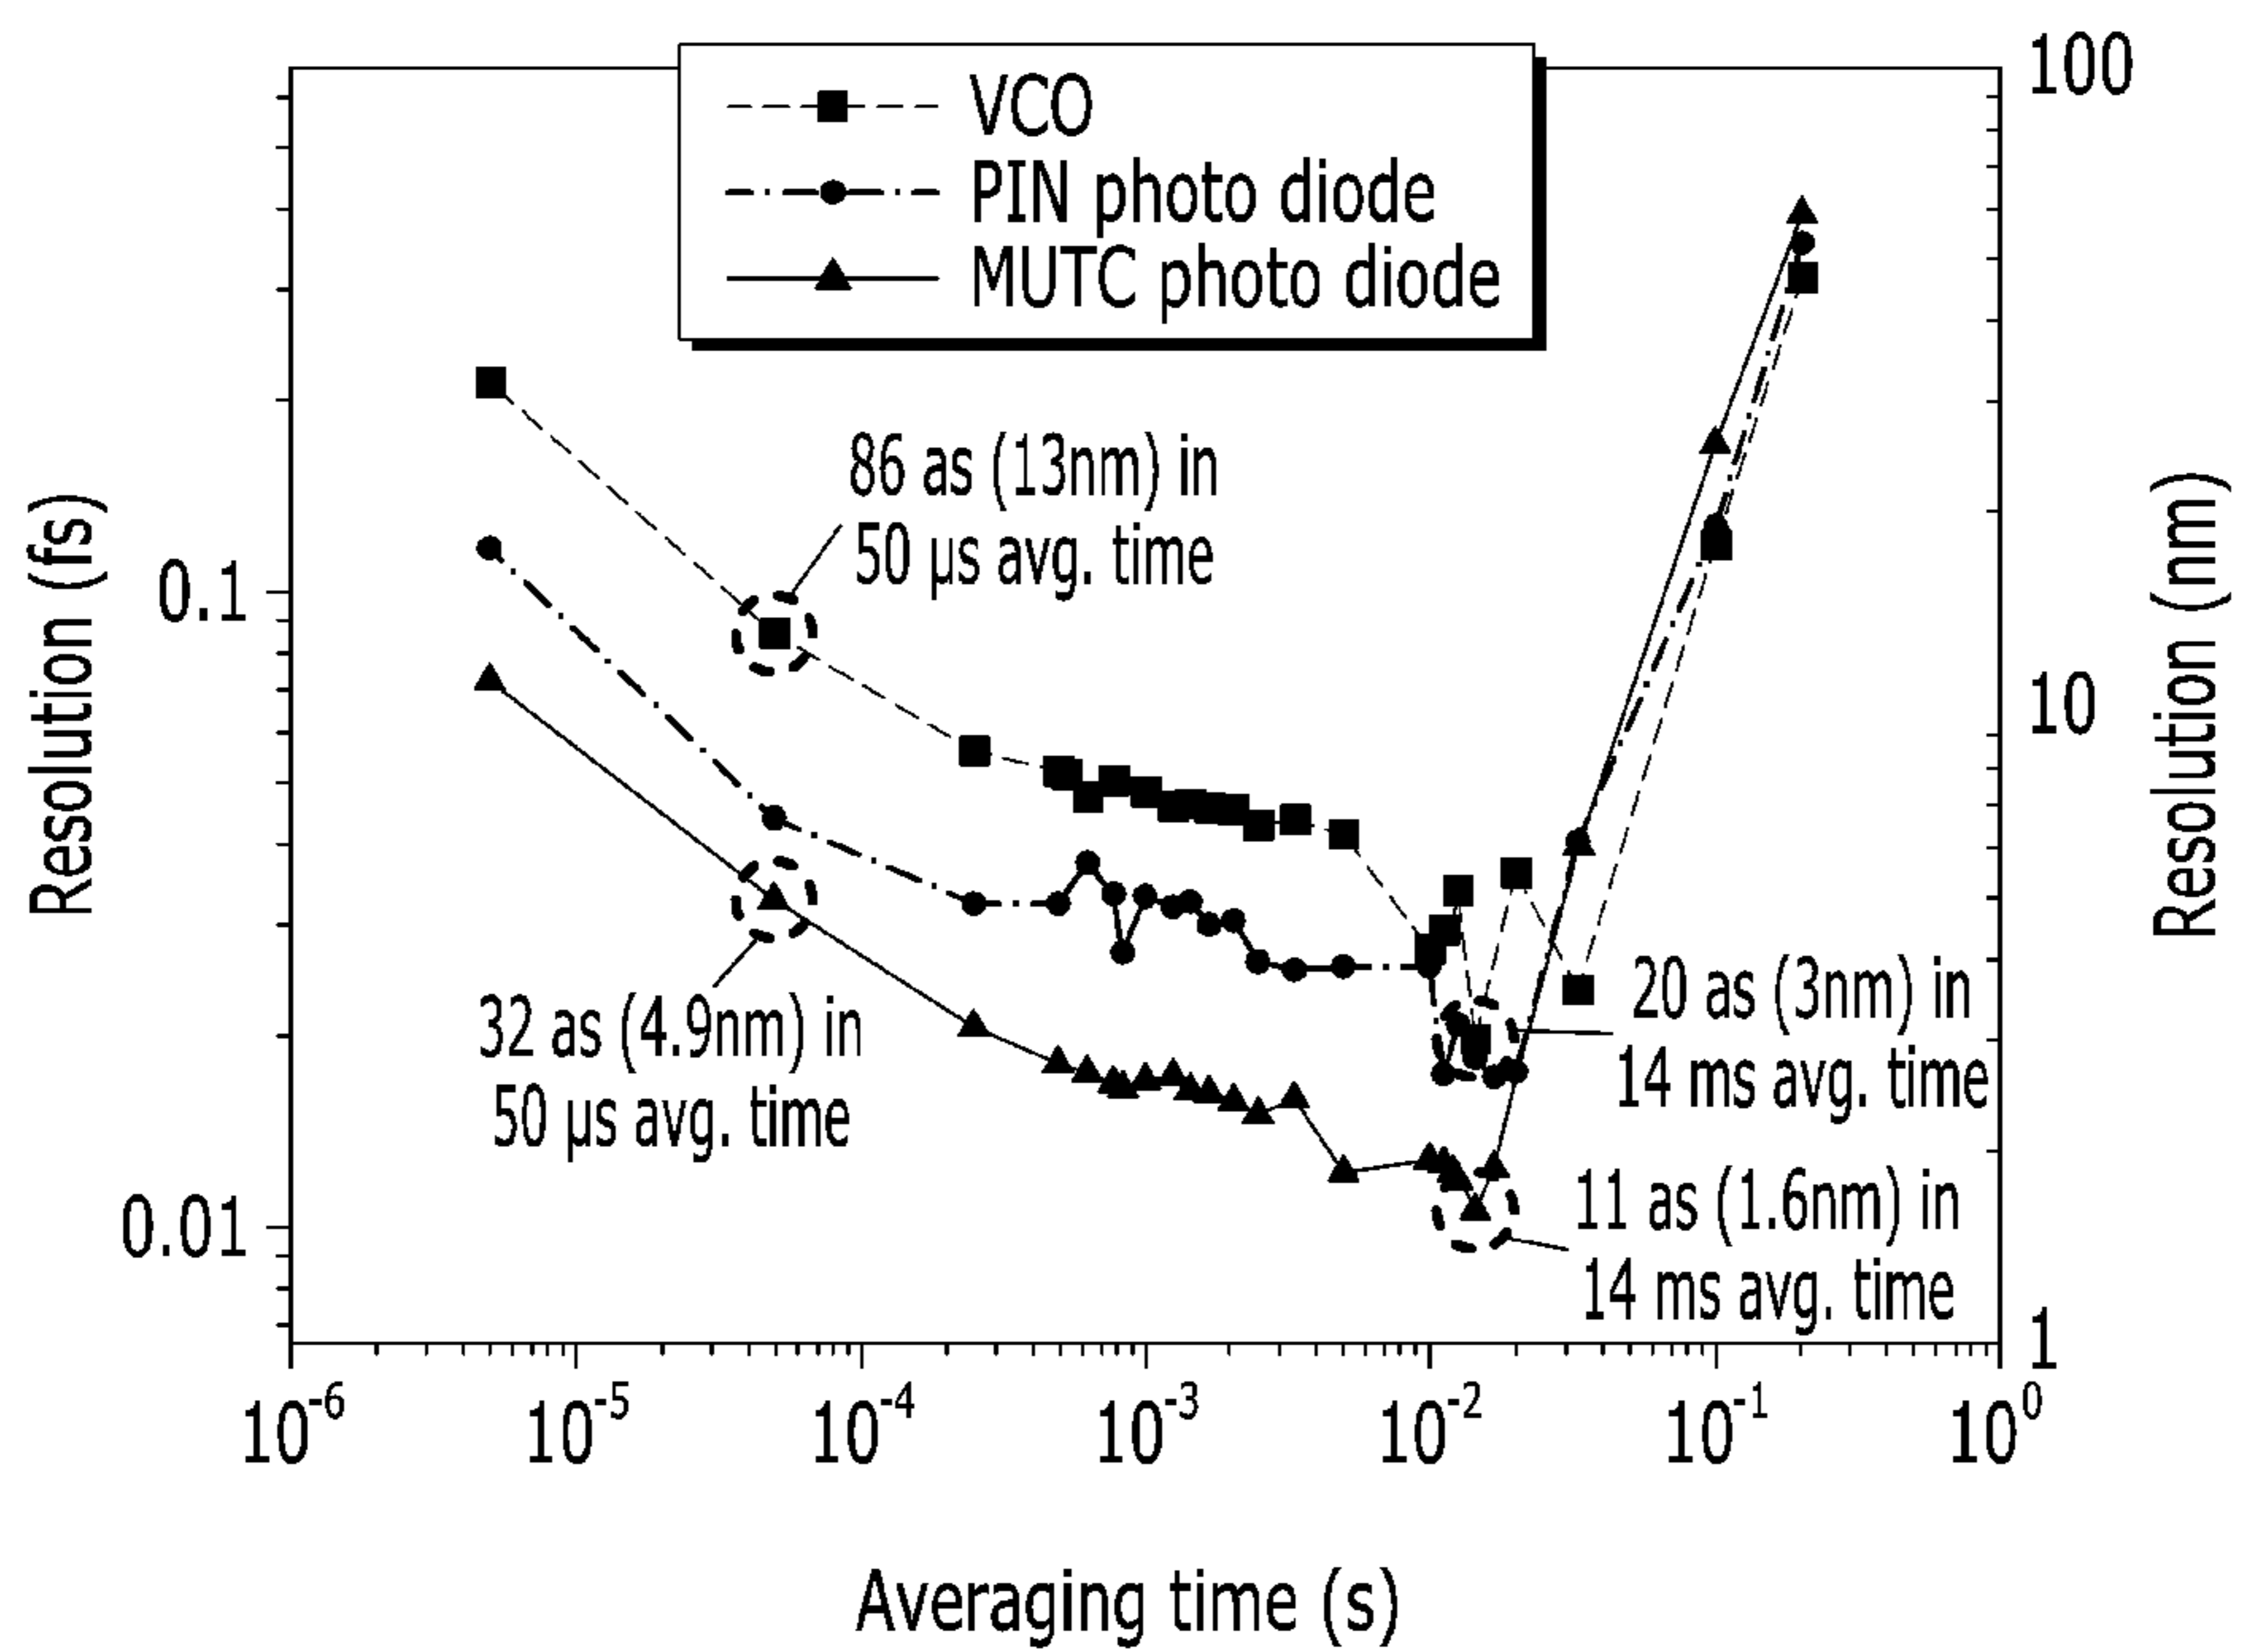 VCO
PIN photo diode
MUTC photo diode
100
10
1
Resolution (fs)
0.1
0.01
Resolution (nm)
86 as (13nm) in
50 μs avg. time
32 as (4.9nm) in
50 μs avg. time
20 as (3nm) in
14 ms avg. time
11 as (1.6nm) in
14 ms avg. time
10⁻⁶ 10⁻⁵ 10⁻⁴ 10⁻³ 10⁻² 10⁻¹ 10⁰
Averaging time (s)